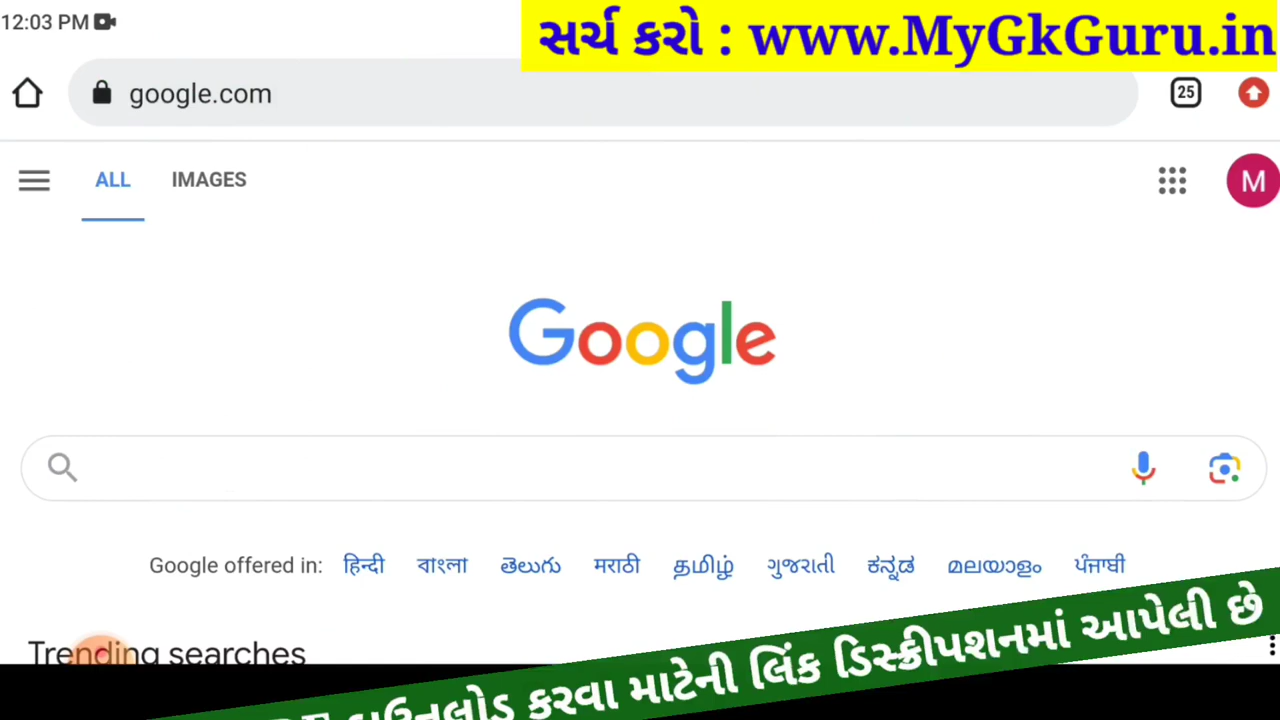 12:03 PM
સર્ચ કરો : www.MyGkGuru.in
google.com
25
ALL IMAGES
M
Google
Google offered in: हिन्दी বাংলা తెలుగు मराठी தமிழ் ગુજરાતી ಕನ್ನಡ മലയാളം ਪੰਜਾਬੀ
Trending searches
ડાઉનલોડ કરવા માટેની લિંક ડિસ્ક્રીપશનમાં આપેલી છે